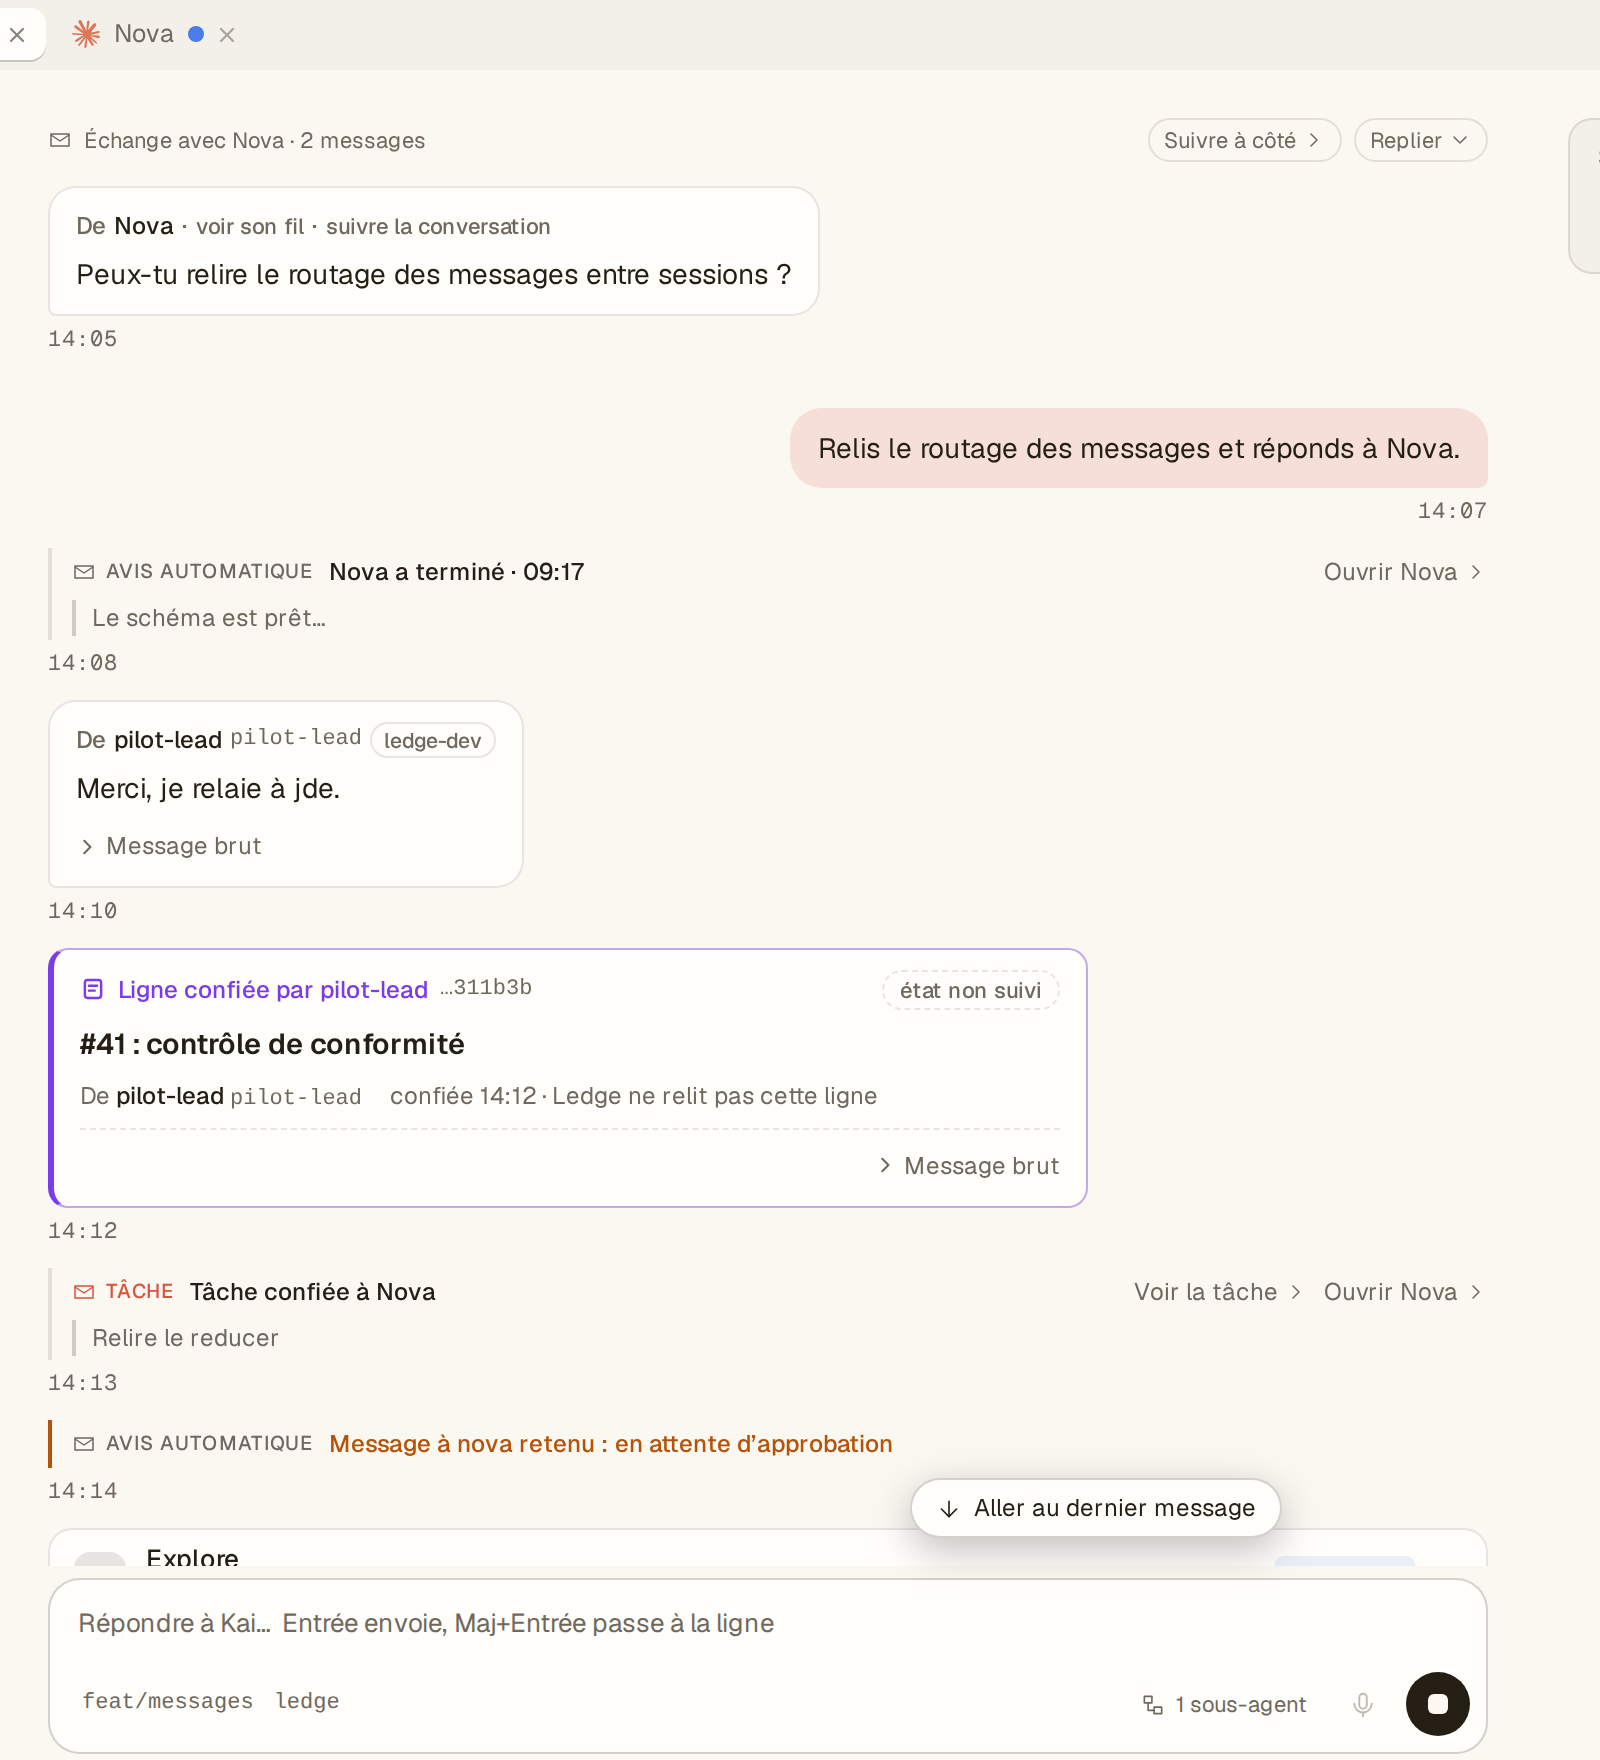 Nova
Échange avec Nova · 2 messages
Suivre à côté
Replier
De Nova · voir son fil · suivre la conversation
Peux-tu relire le routage des messages entre sessions ?
14:05
Relis le routage des messages et réponds à Nova.
14:07
AVIS AUTOMATIQUE Nova a terminé · 09:17
Ouvrir Nova
Le schéma est prêt…
14:08
De pilot-lead pilot-lead ledge-dev
Merci, je relaie à jde.
Message brut
14:10
Ligne confiée par pilot-lead …311b3b
état non suivi
#41 : contrôle de conformité
De pilot-lead pilot-lead confiée 14:12 · Ledge ne relit pas cette ligne
Message brut
14:12
TÂCHE Tâche confiée à Nova
Voir la tâche
Ouvrir Nova
Relire le reducer
14:13
AVIS AUTOMATIQUE Message à nova retenu : en attente d’approbation
14:14
Aller au dernier message
Explore
Répondre à Kai… Entrée envoie, Maj+Entrée passe à la ligne
feat/messages ledge
1 sous-agent